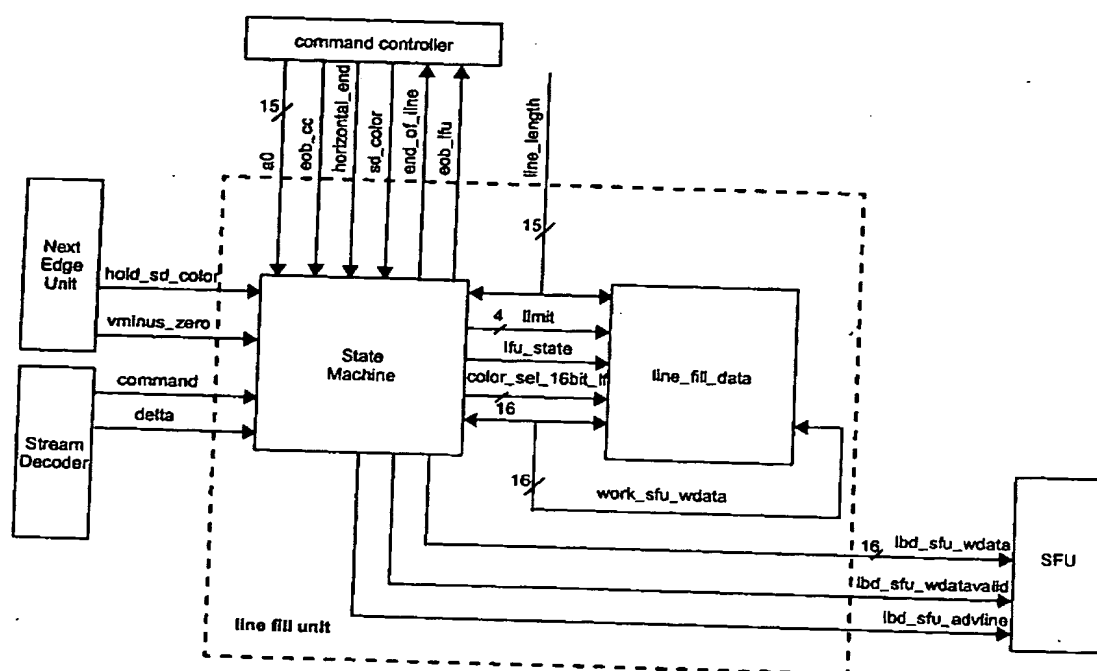 command controller
15
a0
eob_cc
horizontal_end
sd_color
end_of_line
eob_lfu
line_length
15
Next
Edge
Unit
hold_sd_color
vminus_zero
Stream
Decoder
command
delta
State
Machine
4
limit
lfu_state
color_sel_16bit_lf
16
line_fill_data
16
work_sfu_wdata
16
lbd_sfu_wdata
lbd_sfu_wdatavalid
lbd_sfu_advline
SFU
line fill unit